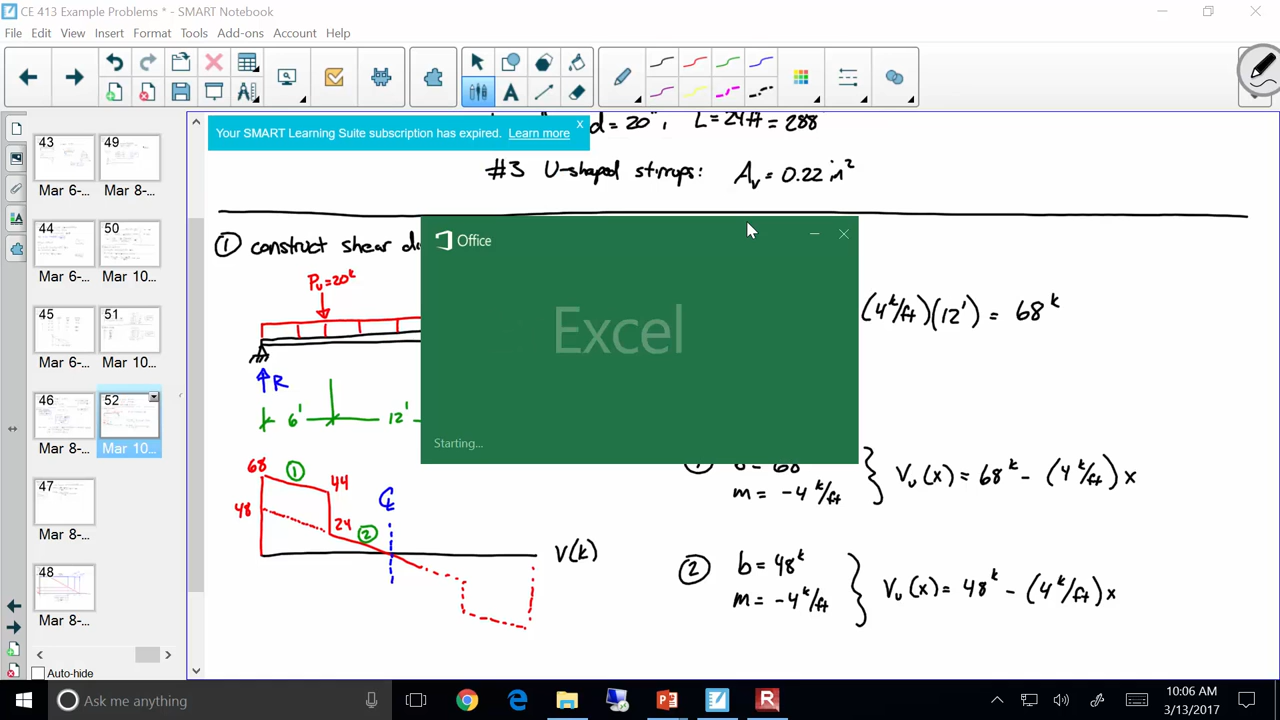 CE 413 Example Problems * - SMART Notebook
File Edit View Insert Format Tools Add-ons Account Help
Your SMART Learning Suite subscription has expired. Learn more x
d = 20", L = 24 ft = 288
#3 U-shaped stirrups: Av = 0.22 in²
① construct shear di
Pu = 20k
(4 k/ft)(12') = 68k
R
6' 12'
Office
Excel
Starting...
68 ① 44
48
24 ②
℄
V(k)
b = 68
m = -4 k/ft
Vu(x) = 68k - (4 k/ft) x
② b = 48k
m = -4 k/ft
Vu(x) = 48k - (4 k/ft) x
43 49
Mar 6-... Mar 8-...
44 50
Mar 6-... Mar 10...
45 51
Mar 6-... Mar 10...
46 52
Mar 8-... Mar 10...
47
Mar 8-...
48
Mar 8-...
Auto-hide
Ask me anything
10:06 AM
3/13/2017